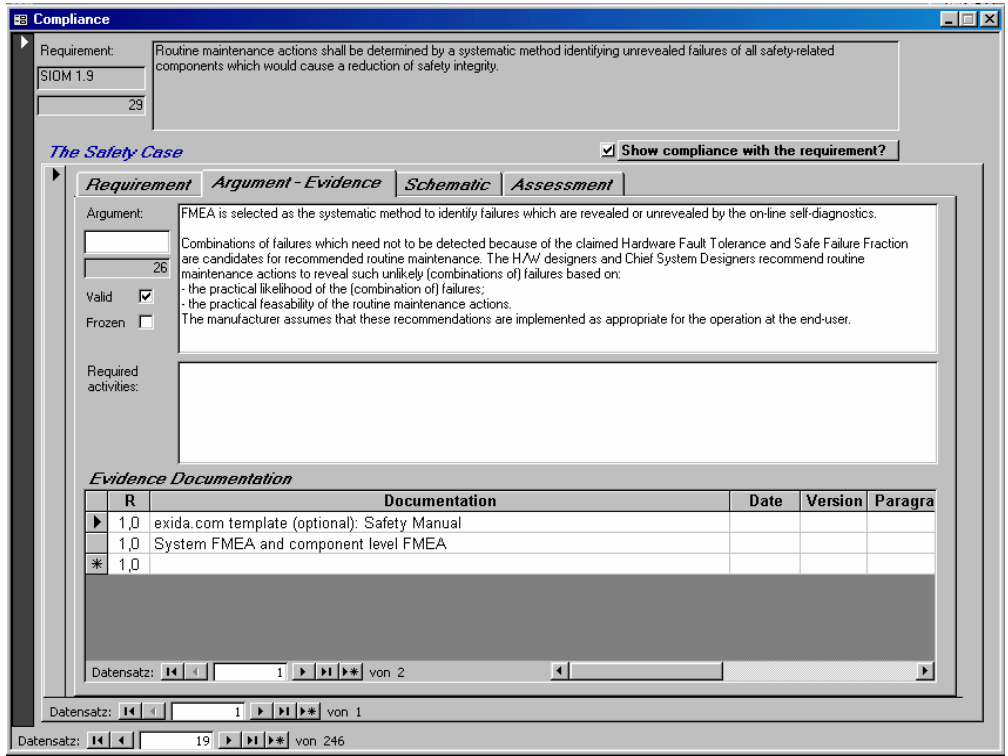 Compliance
Requirement:
Routine maintenance actions shall be determined by a systematic method identifying unrevealed failures of all safety-related
components which would cause a reduction of safety integrity.
SIOM 1.9
29
The Safety Case
Show compliance with the requirement?
Requirement
Argument - Evidence
Schematic
Assessment
Argument:
FMEA is selected as the systematic method to identify failures which are revealed or unrevealed by the on-line self-diagnostics.
Combinations of failures which need not to be detected because of the claimed Hardware Fault Tolerance and Safe Failure Fraction
26
are candidates for recommended routine maintenance. The H/W designers and Chief System Designers recommend routine
maintenance actions to reveal such unlikely (combinations of) failures based on:
Valid
- the practical likelihood of the (combination of) failures;
- the practical feasability of the routine maintenance actions.
Frozen
The manufacturer assumes that these recommendations are implemented as appropriate for the operation at the end-user.
Required
activities:
Evidence Documentation
R Documentation Date Version Paragra
1,0 exida.com template (optional): Safety Manual
1,0 System FMEA and component level FMEA
1,0
Datensatz: 1 von 2
Datensatz: 1 von 1
Datensatz: 19 von 246